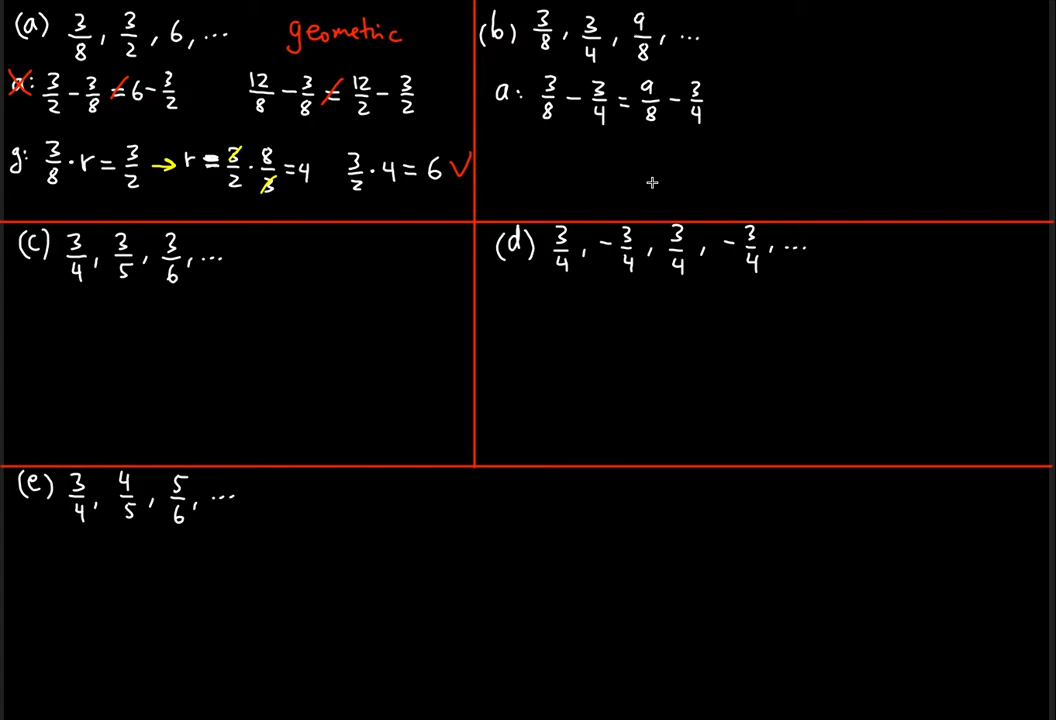 (a) 3/8, 3/2, 6, ... geometric
a: 3/2 - 3/8 = 6 - 3/2 12/8 - 3/8 = 12/2 - 3/2
g: 3/8 · r = 3/2 → r = 3/2 · 8/3 = 4 3/2 · 4 = 6 ✓
(b) 3/8, 3/4, 9/8, ...
a: 3/8 - 3/4 = 9/8 - 3/4
(c) 3/4, 3/5, 3/6, ...
(d) 3/4, -3/4, 3/4, -3/4, ...
(e) 3/4, 4/5, 5/6, ...